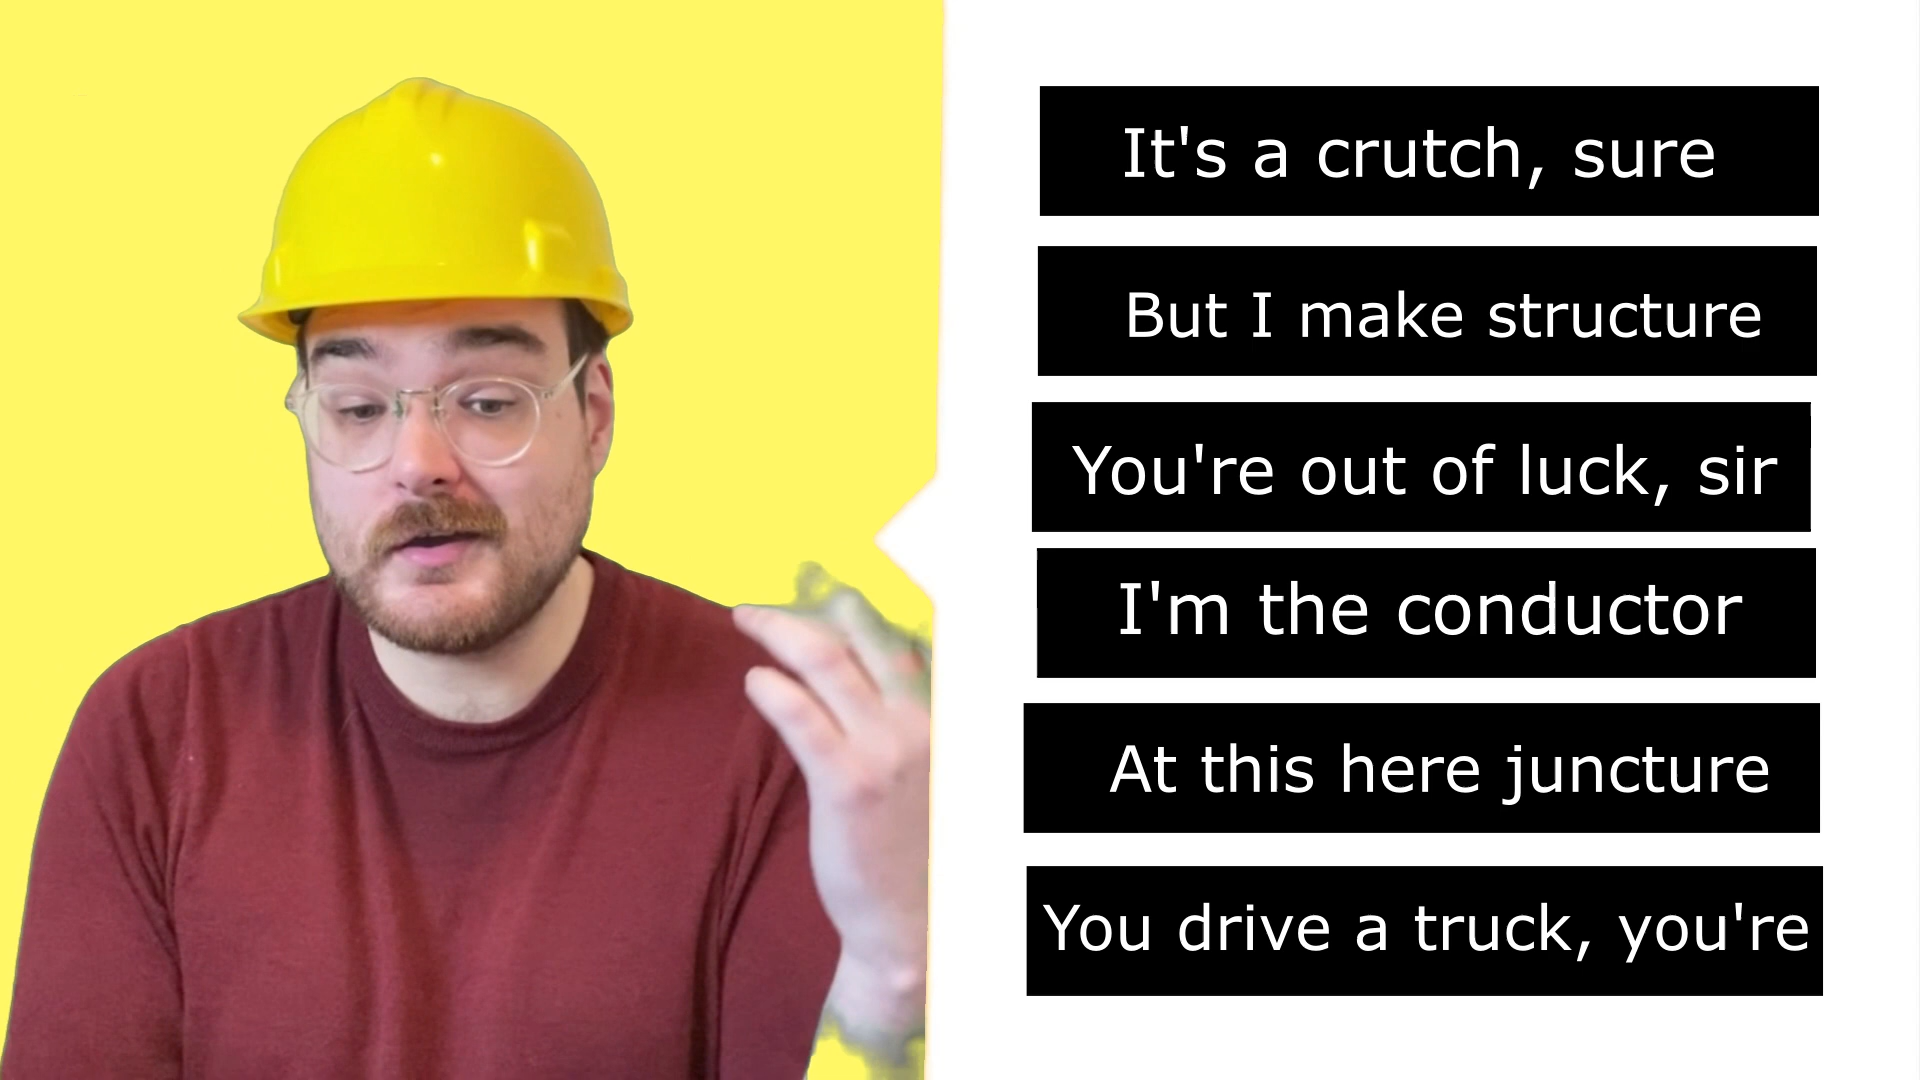 It's a crutch, sure
But I make structure
You're out of luck, sir
I'm the conductor
At this here juncture
You drive a truck, you're